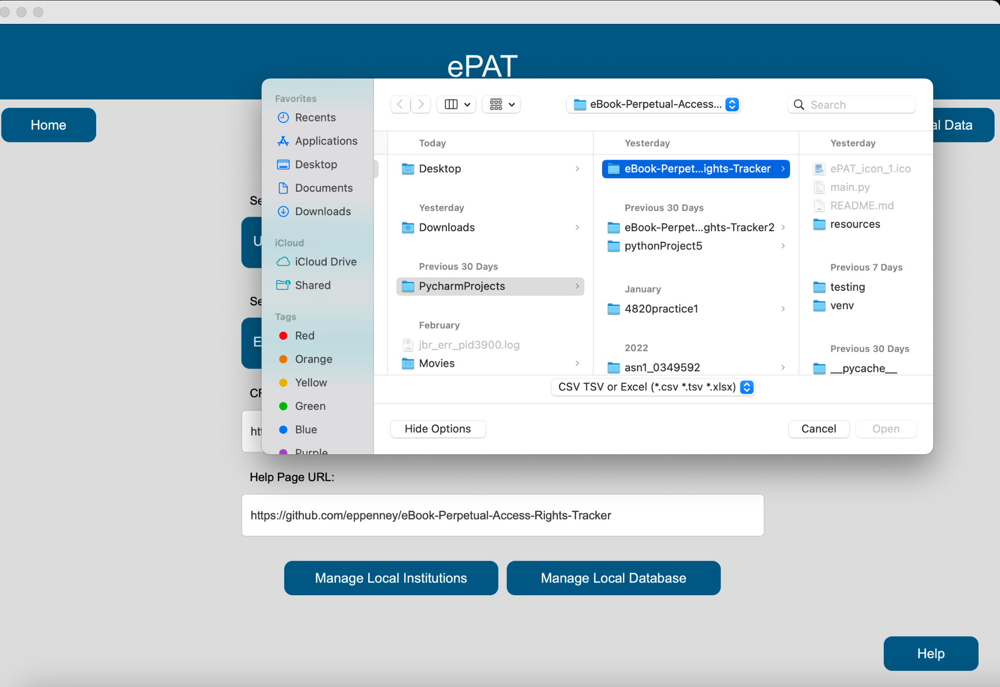 ePAT
Home
al Data
Se
U
Se
E
htt
Favorites
Recents
Applications
Desktop
Documents
Downloads
iCloud
iCloud Drive
Shared
Tags
Red
Orange
Yellow
Green
Blue
Purple
eBook-Perpetual-Access...
Search
Today
Desktop
Yesterday
Downloads
Previous 30 Days
PycharmProjects
February
jbr_err_pid3900.log
Movies
Yesterday
eBook-Perpet...ights-Tracker
Previous 30 Days
eBook-Perpet...ghts-Tracker2
pythonProject5
January
4820practice1
2022
asn1_0349592
Yesterday
ePAT_icon_1.ico
main.py
README.md
resources
Previous 7 Days
testing
venv
Previous 30 Days
__pycache__
CSV TSV or Excel (*.csv *.tsv *.xlsx)
Hide Options
Cancel
Open
Help Page URL:
https://github.com/eppenney/eBook-Perpetual-Access-Rights-Tracker
Manage Local Institutions
Manage Local Database
Help